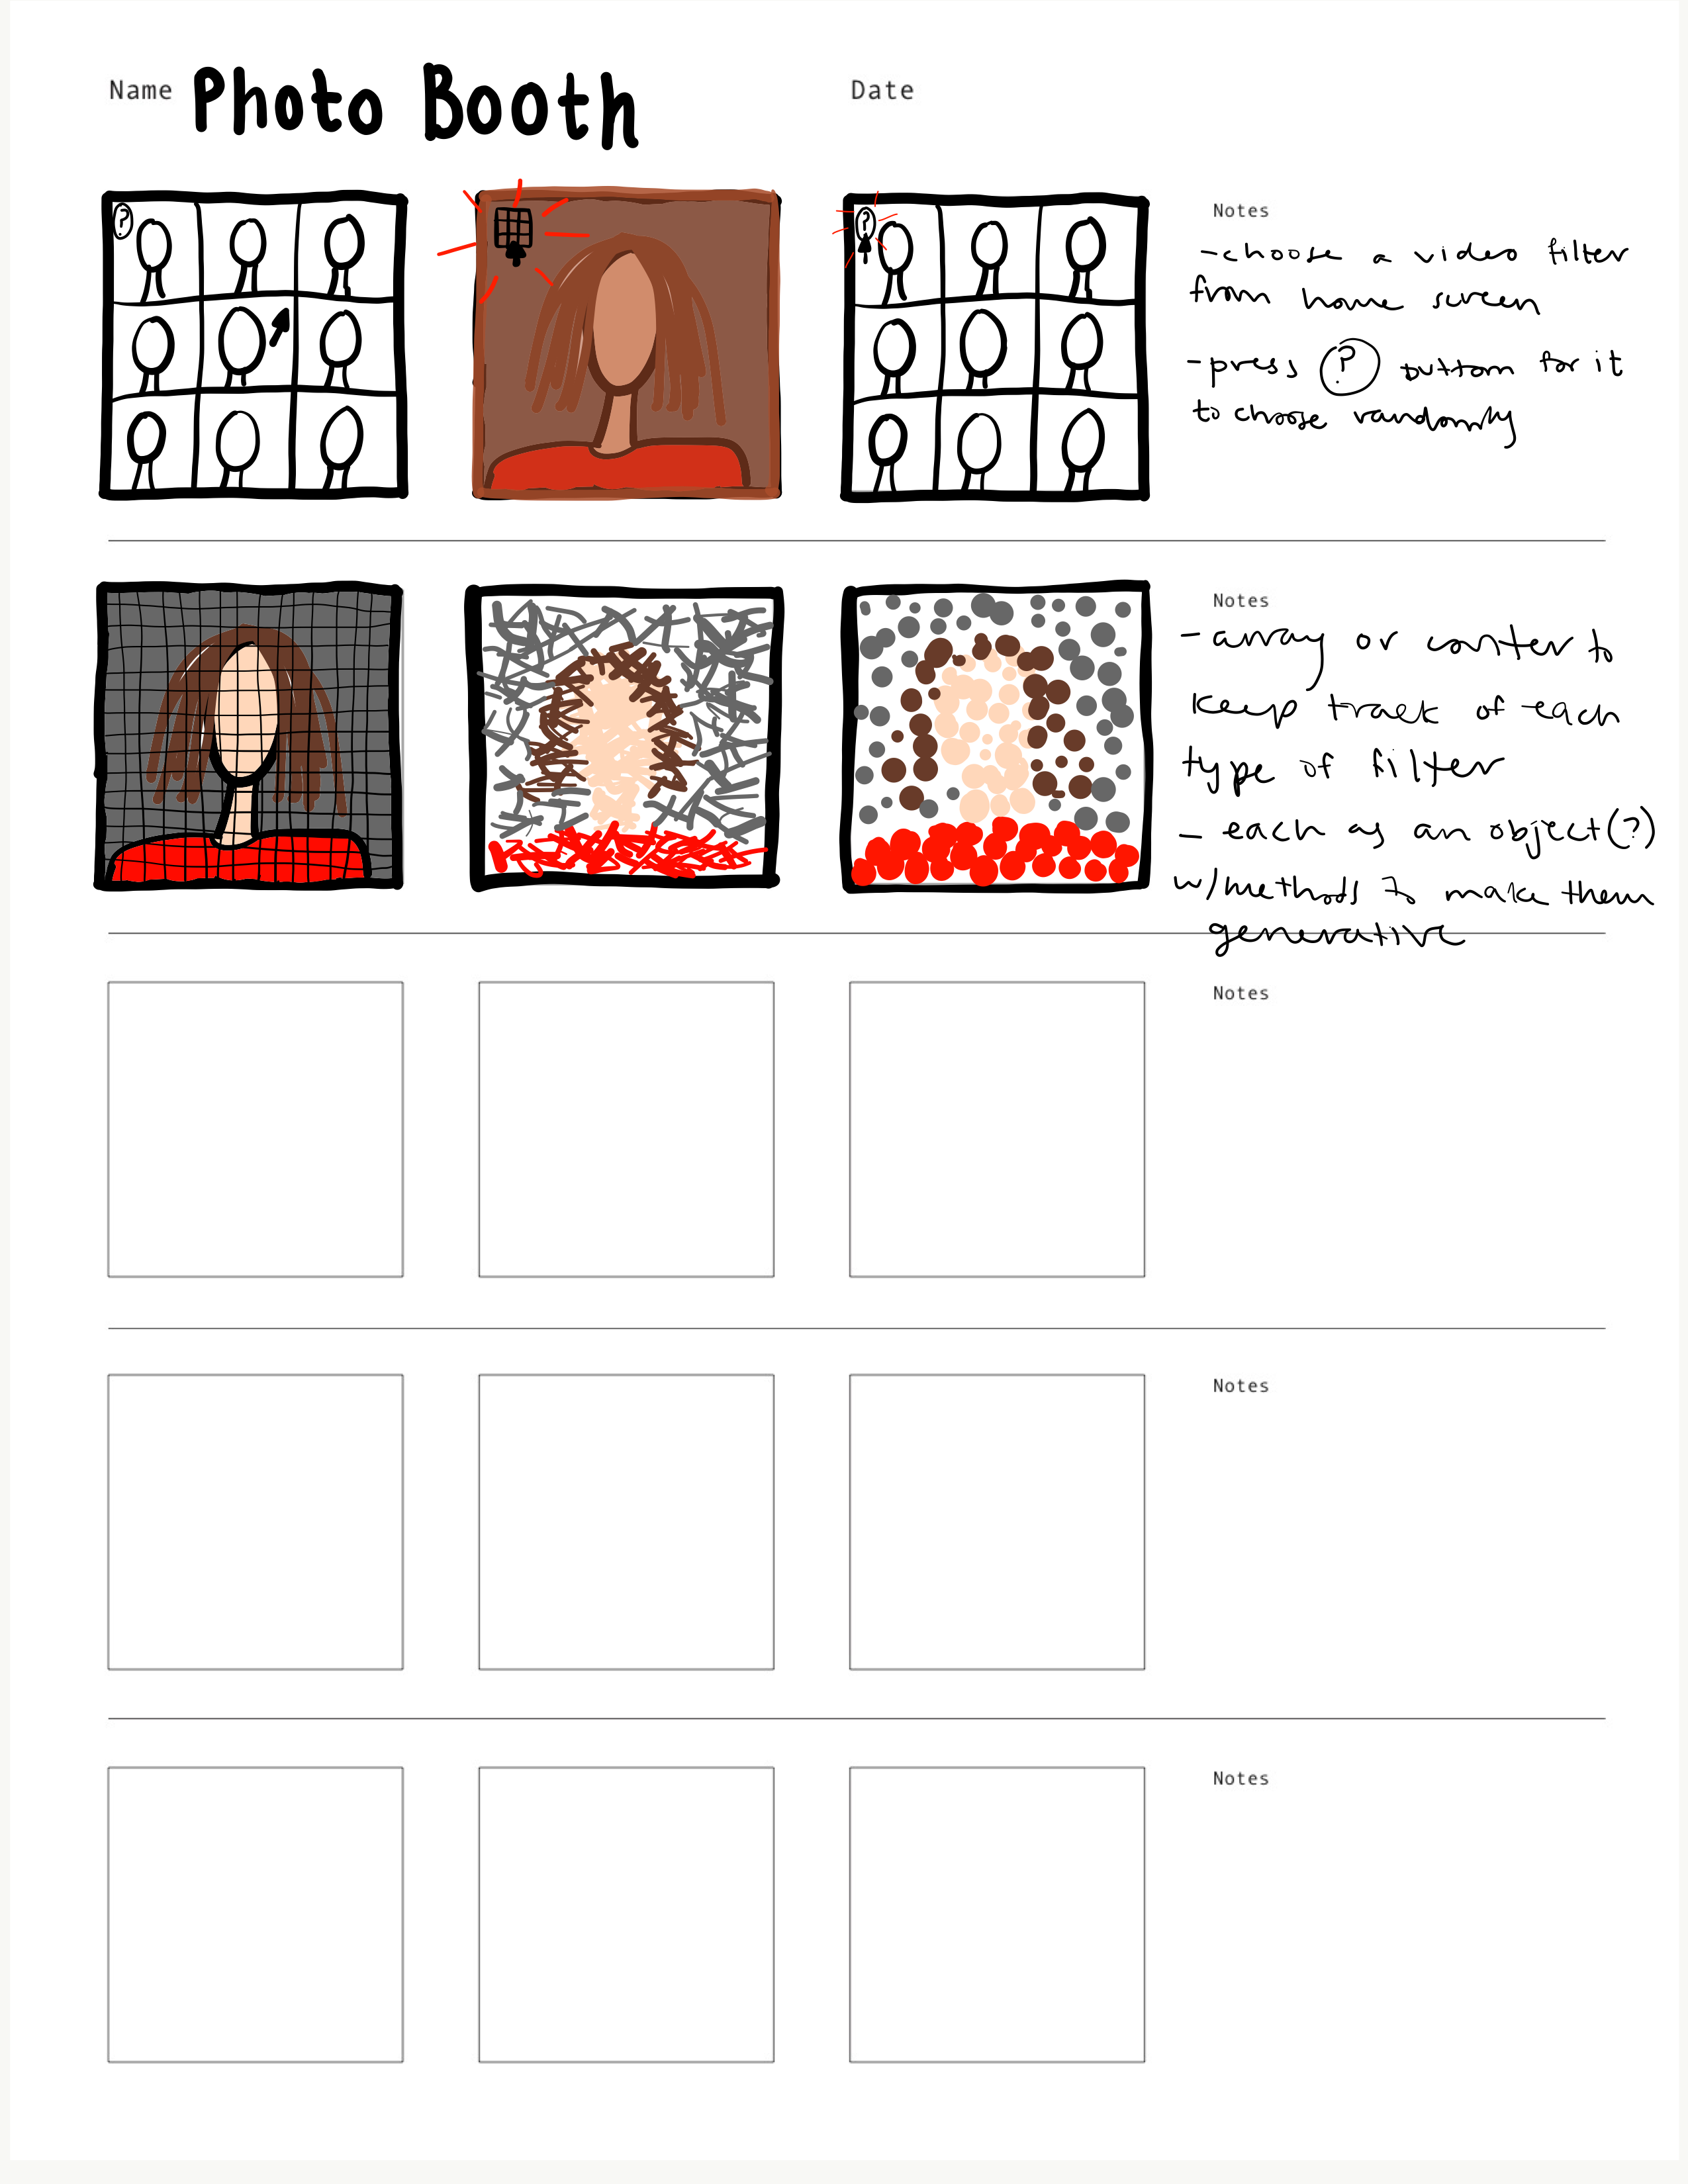 Name Photo Booth
Date
?
?
Notes
-choose a video filter
from home screen
-press ? button for it
to choose randomly
Notes
- array or conter to
keep track of each
type of filter
- each as an object(?)
w/methods to make them
generative
Notes
Notes
Notes